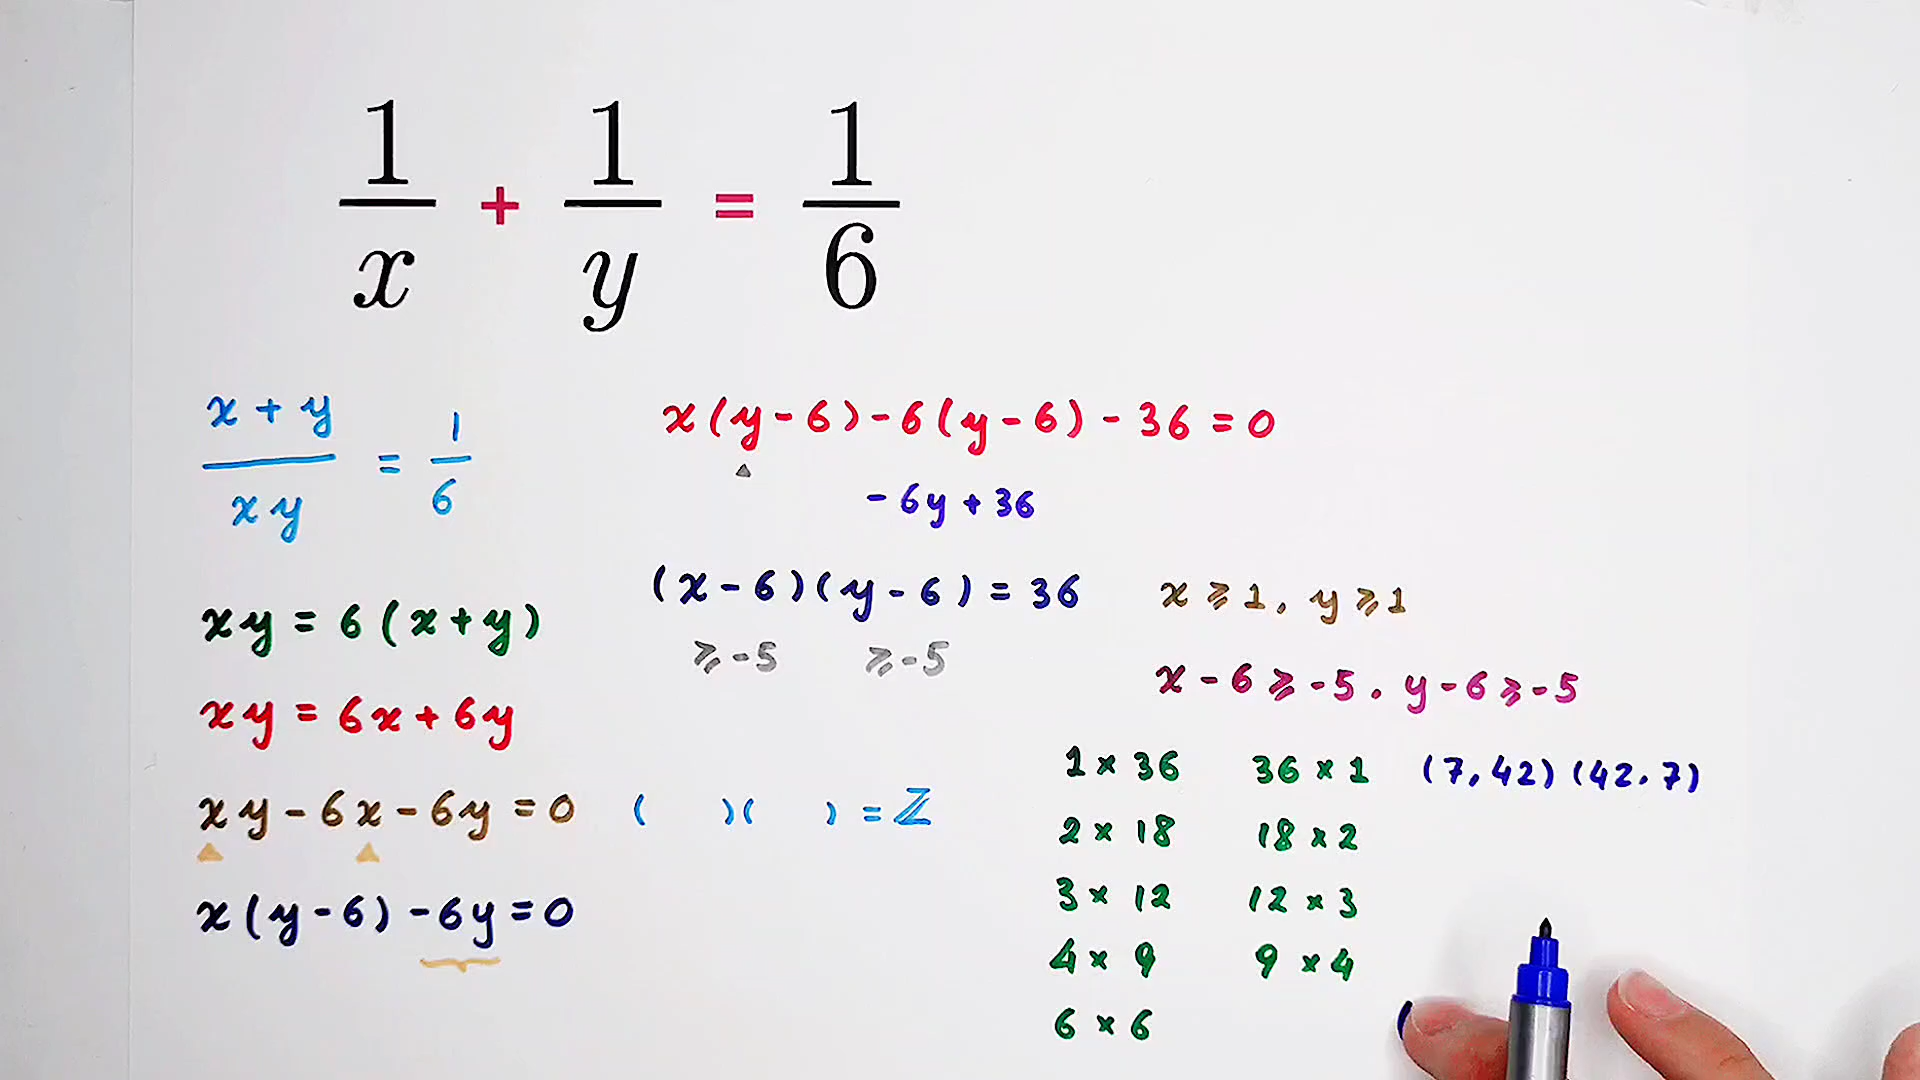 1/x + 1/y = 1/6
(x + y)/(xy) = 1/6
xy = 6(x+y)
xy = 6x+6y
xy - 6x - 6y = 0
x(y-6) - 6y = 0
x(y-6) - 6(y-6) - 36 = 0
- 6y + 36
(x-6)(y-6) = 36
⩾-5 ⩾-5
( )( ) = ℤ
x ⩾ 1, y ⩾ 1
x - 6 ⩾ -5, y - 6 ⩾ -5
1 × 36 36 × 1 (7,42) (42.7)
2 × 18 18 × 2
3 × 12 12 × 3
4 × 9 9 × 4
6 × 6